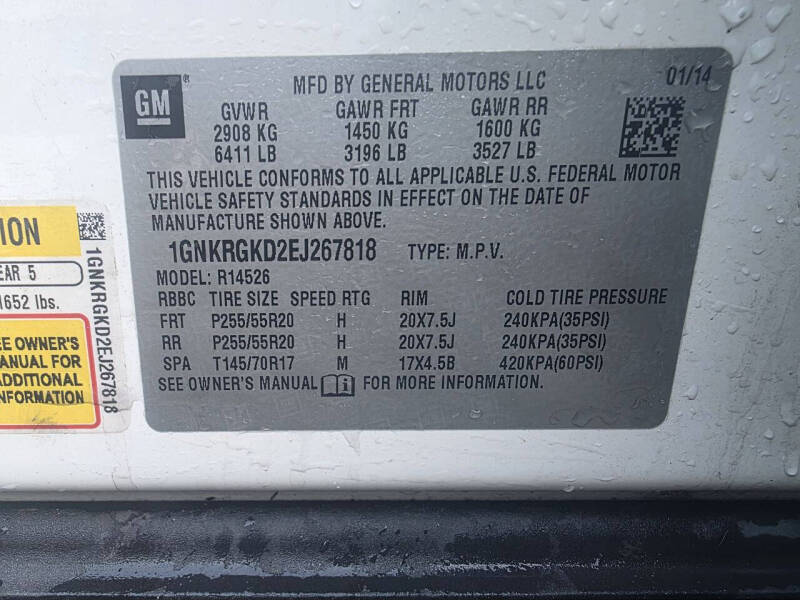 GM
MFD BY GENERAL MOTORS LLC 01/14
GVWR GAWR FRT GAWR RR
2908 KG 1450 KG 1600 KG
6411 LB 3196 LB 3527 LB
THIS VEHICLE CONFORMS TO ALL APPLICABLE U.S. FEDERAL MOTOR
VEHICLE SAFETY STANDARDS IN EFFECT ON THE DATE OF
MANUFACTURE SHOWN ABOVE.
1GNKRGKD2EJ267818 TYPE: M.P.V.
MODEL: R14526
RBBC TIRE SIZE SPEED RTG RIM COLD TIRE PRESSURE
FRT P255/55R20 H 20X7.5J 240KPA(35PSI)
RR P255/55R20 H 20X7.5J 240KPA(35PSI)
SPA T145/70R17 M 17X4.5B 420KPA(60PSI)
SEE OWNER'S MANUAL FOR MORE INFORMATION.
ION
EAR 5
1652 lbs.
EE OWNER'S
ANUAL FOR
ADDITIONAL
NFORMATION
1GNKRGKD2EJ267818